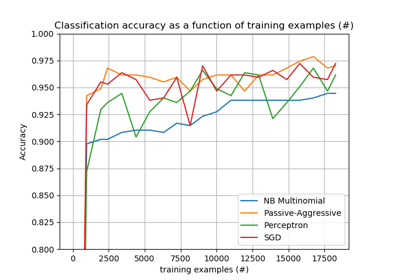 Classification accuracy as a function of training examples (#)
1.000
0.975
0.950
0.925
0.900
0.875
0.850
0.825
0.800
Accuracy
NB Multinomial
Passive-Aggressive
Perceptron
SGD
0 2500 5000 7500 10000 12500 15000 17500
training examples (#)